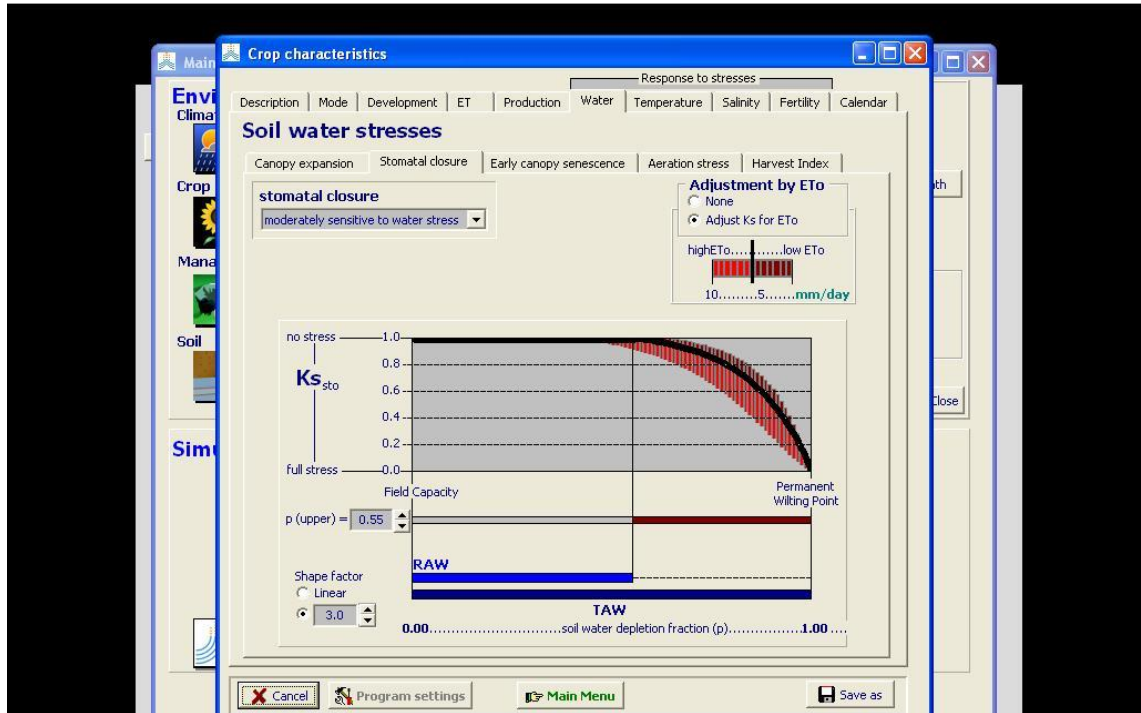 Crop characteristics
Main
Response to stresses
Description Mode Development ET Production Water Temperature Salinity Fertility Calendar
Soil water stresses
Canopy expansion Stomatal closure Early canopy senescence Aeration stress Harvest Index
stomatal closure
moderately sensitive to water stress
Adjustment by ETo
None
Adjust Ks for ETo
highETo.............low ETo
10.........5.......mm/day
Envi
Clima
Crop
Mana
Soil
Simu
th
Close
no stress 1.0
0.8
Ks sto
0.6
0.4
0.2
full stress 0.0
Field Capacity
Permanent
Wilting Point
p (upper) = 0.55
RAW
Shape factor
Linear
3.0
TAW
0.00...............................soil water depletion fraction (p)..................1.00 ....
Cancel Program settings Main Menu Save as